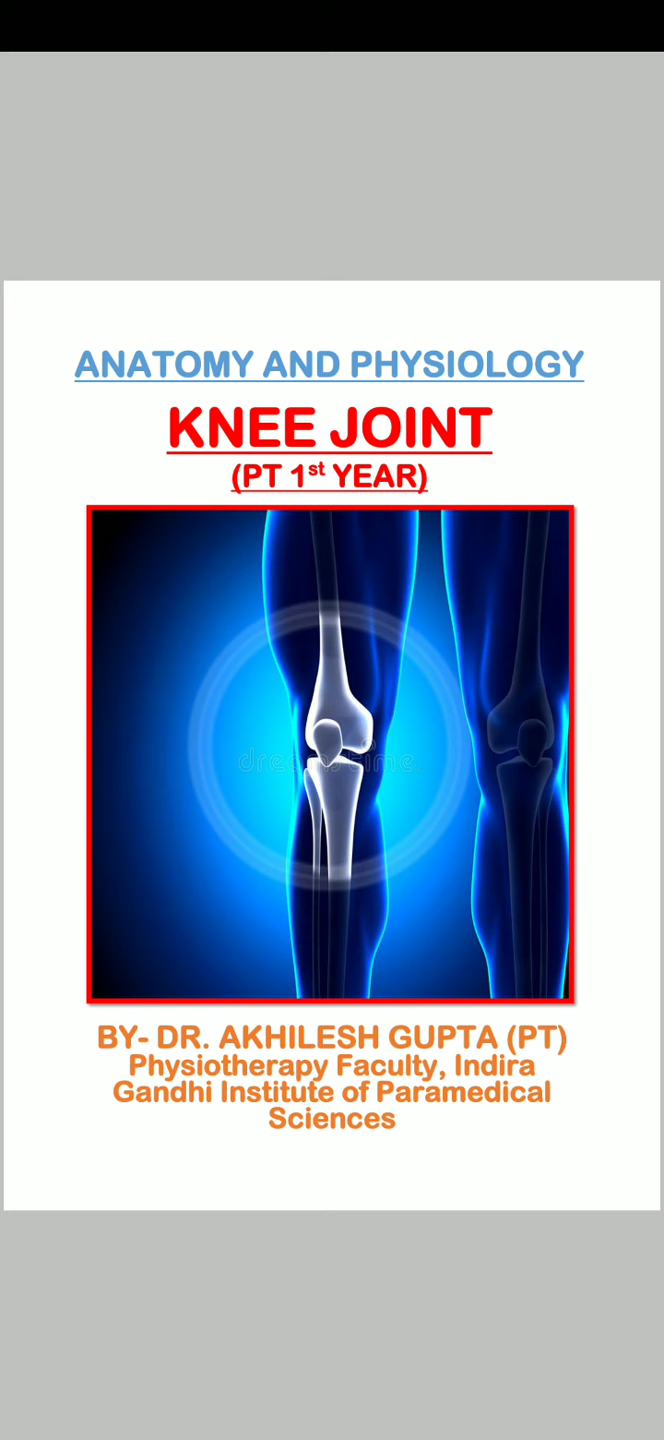 ANATOMY AND PHYSIOLOGY
KNEE JOINT
(PT 1st YEAR)
dreamstime.
BY- DR. AKHILESH GUPTA (PT)
Physiotherapy Faculty, Indira
Gandhi Institute of Paramedical
Sciences